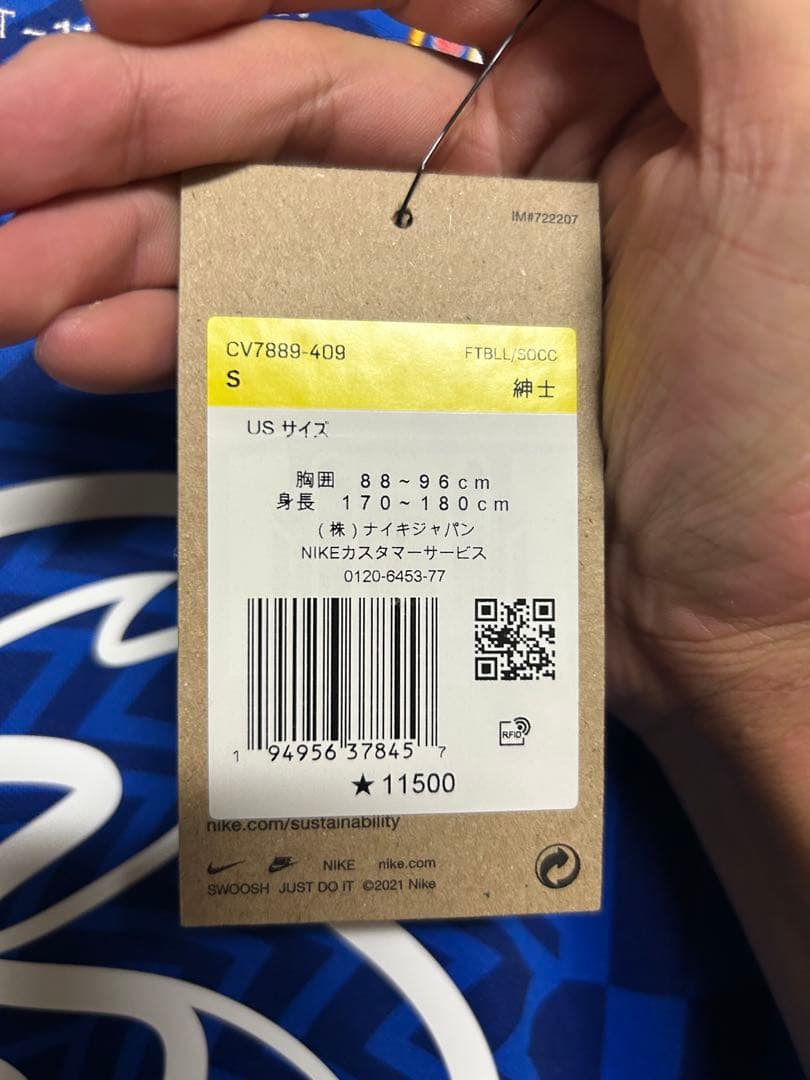 IM#722207
CV7889-409
FTBLL/SOCC
S
紳士
US サイズ
胸囲 88~96cm
身長 170~180cm
(株)ナイキジャパン
NIKEカスタマーサービス
0120-6453-77
RFID
1 94956 37845 7
★11500
nike.com/sustainability
NIKE nike.com
SWOOSH JUST DO IT ©2021 Nike